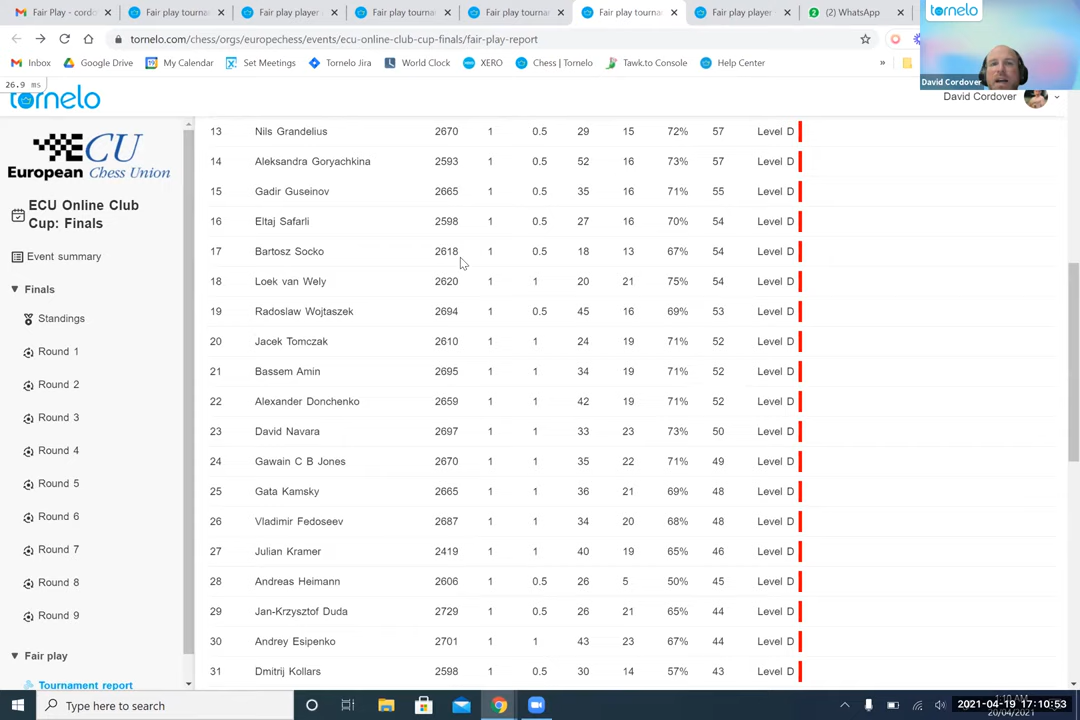 Fair Play - cordo
Fair play tournam
Fair play player
Fair play tournam
Fair play tournam
Fair play tourna
Fair play player
(2) WhatsApp
tornelo
tornelo.com/chess/orgs/europechess/events/ecu-online-club-cup-finals/fair-play-report
Inbox
Google Drive
My Calendar
Set Meetings
Tornelo Jira
World Clock
XERO
Chess | Tornelo
Tawk.to Console
Help Center
»
26.9 ms
David Cordover
tornelo
David Cordover
ECU
European Chess Union
ECU Online Club
Cup: Finals
Event summary
Finals
Standings
Round 1
Round 2
Round 3
Round 4
Round 5
Round 6
Round 7
Round 8
Round 9
Fair play
Tournament report
13 Nils Grandelius 2670 1 0.5 29 15 72% 57 Level D
14 Aleksandra Goryachkina 2593 1 0.5 52 16 73% 57 Level D
15 Gadir Guseinov 2665 1 0.5 35 16 71% 55 Level D
16 Eltaj Safarli 2598 1 0.5 27 16 70% 54 Level D
17 Bartosz Socko 2618 1 0.5 18 13 67% 54 Level D
18 Loek van Wely 2620 1 1 20 21 75% 54 Level D
19 Radoslaw Wojtaszek 2694 1 0.5 45 16 69% 53 Level D
20 Jacek Tomczak 2610 1 1 24 19 71% 52 Level D
21 Bassem Amin 2695 1 1 34 19 71% 52 Level D
22 Alexander Donchenko 2659 1 1 42 19 71% 52 Level D
23 David Navara 2697 1 1 33 23 73% 50 Level D
24 Gawain C B Jones 2670 1 1 35 22 71% 49 Level D
25 Gata Kamsky 2665 1 1 36 21 69% 48 Level D
26 Vladimir Fedoseev 2687 1 1 34 20 68% 48 Level D
27 Julian Kramer 2419 1 1 40 19 65% 46 Level D
28 Andreas Heimann 2606 1 0.5 26 5 50% 45 Level D
29 Jan-Krzysztof Duda 2729 1 0.5 26 21 65% 44 Level D
30 Andrey Esipenko 2701 1 1 43 23 67% 44 Level D
31 Dmitrij Kollars 2598 1 0.5 30 14 57% 43 Level D
Type here to search
2021-04-19 17:10:53
20/04/2021